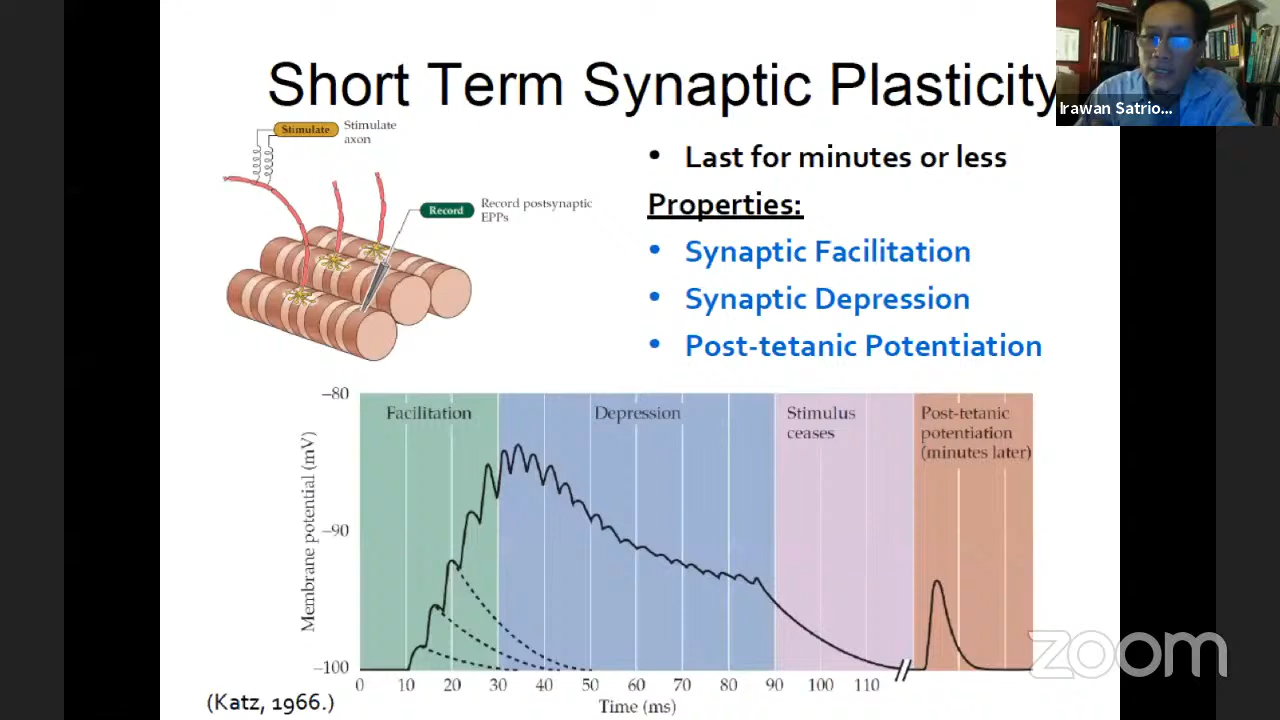 Short Term Synaptic Plasticity
Irawan Satrio...
Stimulate
Stimulate
axon
Record
Record postsynaptic
EPPs
• Last for minutes or less
Properties:
• Synaptic Facilitation
• Synaptic Depression
• Post-tetanic Potentiation
Membrane potential (mV)
–80
–90
–100
Facilitation
Depression
Stimulus
ceases
Post-tetanic
potentiation
(minutes later)
0 10 20 30 40 50 60 70 80 90 100 110
Time (ms)
(Katz, 1966.)
zoom